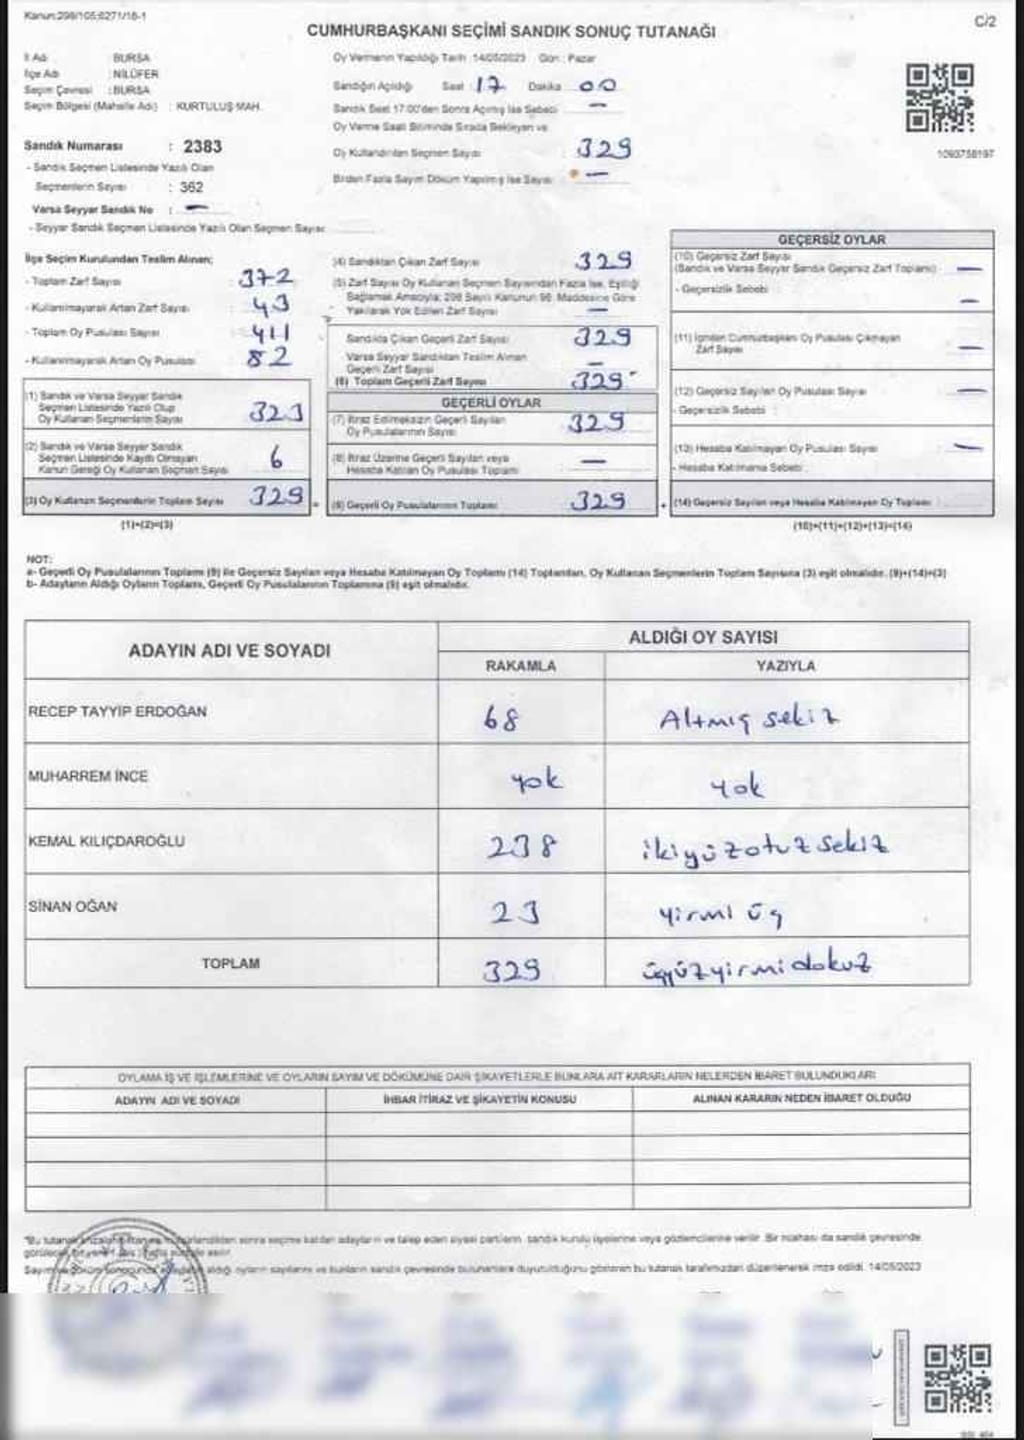 Kanun:298/105:6271/16-1
C/2
CUMHURBAŞKANI SEÇİMİ SANDIK SONUÇ TUTANAĞI
İl Adı : BURSA
İlçe Adı : NİLÜFER
Seçim Çevresi : BURSA
Seçim Bölgesi (Mahalle Adı) : KURTULUŞ MAH.
Sandık Numarası : 2383
- Sandık Seçmen Listesinde Yazılı Olan
Seçmenlerin Sayısı : 362
Varsa Seyyar Sandık No : —
- Seyyar Sandık Seçmen Listesinde Yazılı Olan Seçmen Sayısı
Oy Vermenin Yapıldığı Tarih :14/05/2023 Gün : Pazar
Sandığın Açıldığı Saat : 17 Dakika 00
Sandık Saat 17:00'den Sonra Açılmış İse Sebebi —
Oy Verme Saati Bitiminde Sırada Bekleyen ve
Oy Kullandırılan Seçmen Sayısı : 329
Birden Fazla Sayım Döküm Yapılmış İse Sayısı —
1093758197
İlçe Seçim Kurulundan Teslim Alınan;
- Toplam Zarf Sayısı 372
- Kullanılmayarak Artan Zarf Sayısı 43
- Toplam Oy Pusulası Sayısı 411
- Kullanılmayarak Artan Oy Pusulası 82
(1) Sandık ve Varsa Seyyar Sandık
Seçmen Listesinde Yazılı Olup
Oy Kullanan Seçmenlerin Sayısı 323
(2) Sandık ve Varsa Seyyar Sandık
Seçmen Listesinde Kayıtlı Olmayan
Kanun Gereği Oy Kullanan Seçmen Sayısı 6
(3) Oy Kullanan Seçmenlerin Toplam Sayısı 329
(1)+(2)=(3)
(4) Sandıktan Çıkan Zarf Sayısı 329
(5) Zarf Sayısı Oy Kullanan Seçmen Sayısından Fazla İse, Eşitliği
Sağlamak Amacıyla; 298 Sayılı Kanunun 98. Maddesine Göre
Yakılarak Yok Edilen Zarf Sayısı —
Sandıkta Çıkan Geçerli Zarf Sayısı 329
Varsa Seyyar Sandıktan Teslim Alınan
Geçerli Zarf Sayısı —
(6) Toplam Geçerli Zarf Sayısı 329
GEÇERLİ OYLAR
(7) İtiraz Edilmeksizin Geçerli Sayılan
Oy Pusulalarının Sayısı 329
(8) İtiraz Üzerine Geçerli Sayılan veya
Hesaba Katılan Oy Pusulası Toplamı —
(9) Geçerli Oy Pusulalarının Toplamı 329
GEÇERSİZ OYLAR
(10) Geçersiz Zarf Sayısı
(Sandık ve Varsa Seyyar Sandık Geçersiz Zarf Toplamı) —
- Geçersizlik Sebebi : —
(11) İçinden Cumhurbaşkanı Oy Pusulası Çıkmayan
Zarf Sayısı —
(12) Geçersiz Sayılan Oy Pusulası Sayısı —
- Geçersizlik Sebebi :
(13) Hesaba Katılmayan Oy Pusulası Sayısı —
- Hesaba Katılmama Sebebi :
(14) Geçersiz Sayılan veya Hesaba Katılmayan Oy Toplamı
(10)+(11)+(12)+(13)=(14)
NOT:
a- Geçerli Oy Pusulalarının Toplamı (9) ile Geçersiz Sayılan veya Hesaba Katılmayan Oy Toplamı (14) Toplamları, Oy Kullanan Seçmenlerin Toplam Sayısına (3) eşit olmalıdır. (9)+(14)=(3)
b- Adayların Aldığı Oyların Toplamı, Geçerli Oy Pusulalarının Toplamına (9) eşit olmalıdır.
ADAYIN ADI VE SOYADI
ALDIĞI OY SAYISI
RAKAMLA YAZIYLA
RECEP TAYYİP ERDOĞAN 68 Altmış sekiz
MUHARREM İNCE yok yok
KEMAL KILIÇDAROĞLU 238 ikiyüzotuzsekiz
SİNAN OĞAN 23 yirmi üç
TOPLAM 329 üçyüzyirmidokuz
OYLAMA İŞ VE İŞLEMLERİNE VE OYLARIN SAYIM VE DÖKÜMÜNE DAİR ŞİKAYETLERLE BUNLARA AİT KARARLARIN NELERDEN İBARET BULUNDUKLARI
ADAYIN ADI VE SOYADI İHBAR İTİRAZ VE ŞİKAYETİN KONUSU ALINAN KARARIN NEDEN İBARET OLDUĞU
sonra seçime katılan adayların ve talep eden siyasi partilerin, sandık kurulu üyelerine veya gözlemcilerine verilir. Bir nüshası da sandık çevresinde
aldığı oyların sayılarını ve bunların sandık çevresinde bulunanlara duyurulduğunu gösteren bu tutanak tarafımızdan düzenlenerek imza edildi. 14/05/2023